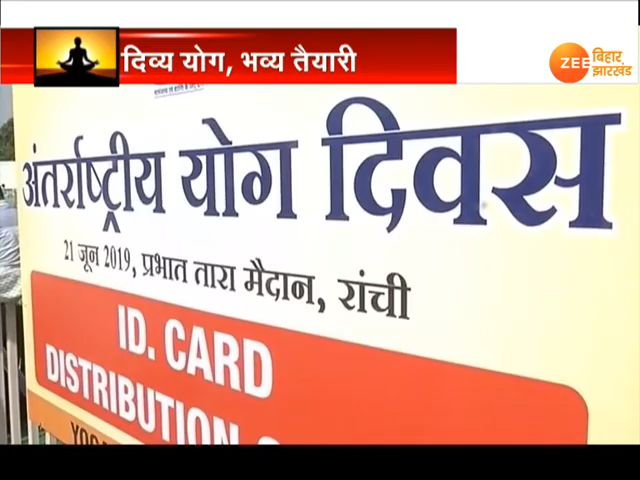 दिव्य योग, भव्य तैयारी
ZEE बिहार झारखंड
अंतर्राष्ट्रीय योग दिवस
21 जून 2019, प्रभात तारा मैदान, रांची
ID. CARD
DISTRIBUTION